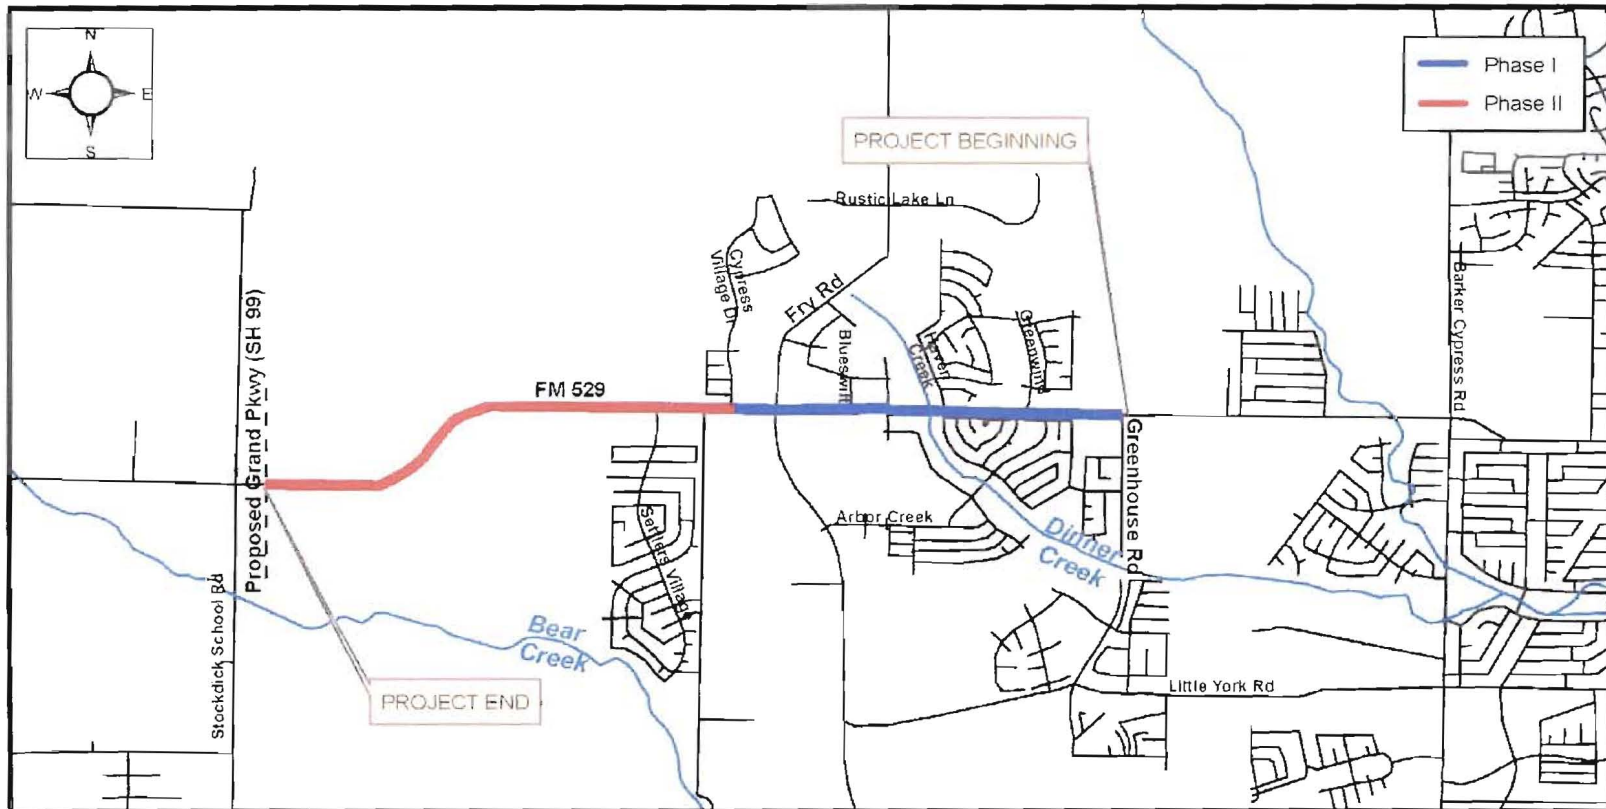 N
W E
S
Phase I
Phase II
PROJECT BEGINNING
Rustic Lake Ln
Cypress
Village Dr
Fry Rd
Barker Cypress Rd
Proposed Grand Pkwy (SH 99)
Blueswift
Haven
Creek
Greenwing
FM 529
Greenhouse Rd
Settlers Village
Arbor Creek
Dinner
Creek
Stockdick School Rd
Bear
Creek
Little York Rd
PROJECT END